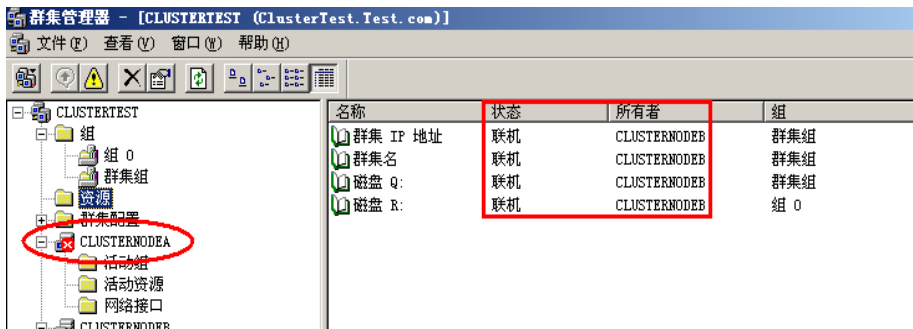 群集管理器 - [CLUSTERTEST (ClusterTest.Test.com)]
文件(F) 查看(V) 窗口(W) 帮助(H)
CLUSTERTEST
组
组 0
群集组
资源
群集配置
CLUSTERNODEA
活动组
活动资源
网络接口
CLUSTERNODEB
名称 状态 所有者 组
群集 IP 地址 联机 CLUSTERNODEB 群集组
群集名 联机 CLUSTERNODEB 群集组
磁盘 Q: 联机 CLUSTERNODEB 群集组
磁盘 R: 联机 CLUSTERNODEB 组 0